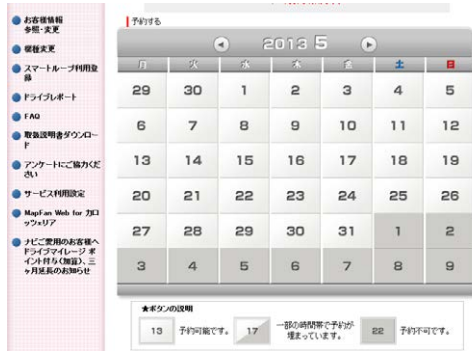 お客様情報
参照・変更
機種変更
スマートループ利用登
録
ドライブレポート
FAQ
取扱説明書ダウンロー
ド
アンケートにご協力くだ
さい
サービス利用設定
MapFan Web for カロ
ッツェリア
ナビご愛用のお客様へ
ドライブマイレージ ポ
イント付与(加算)、三
ヶ月延長のお知らせ
予約する
2013 5
月 火 水 木 金 土 日
29 30 1 2 3 4 5
6 7 8 9 10 11 12
13 14 15 16 17 18 19
20 21 22 23 24 25 26
27 28 29 30 31 1 2
3 4 5 6 7 8 9
★ボタンの説明
13 予約可能です。 17 一部の時間帯で予約が
埋まっています。 22 予約不可です。